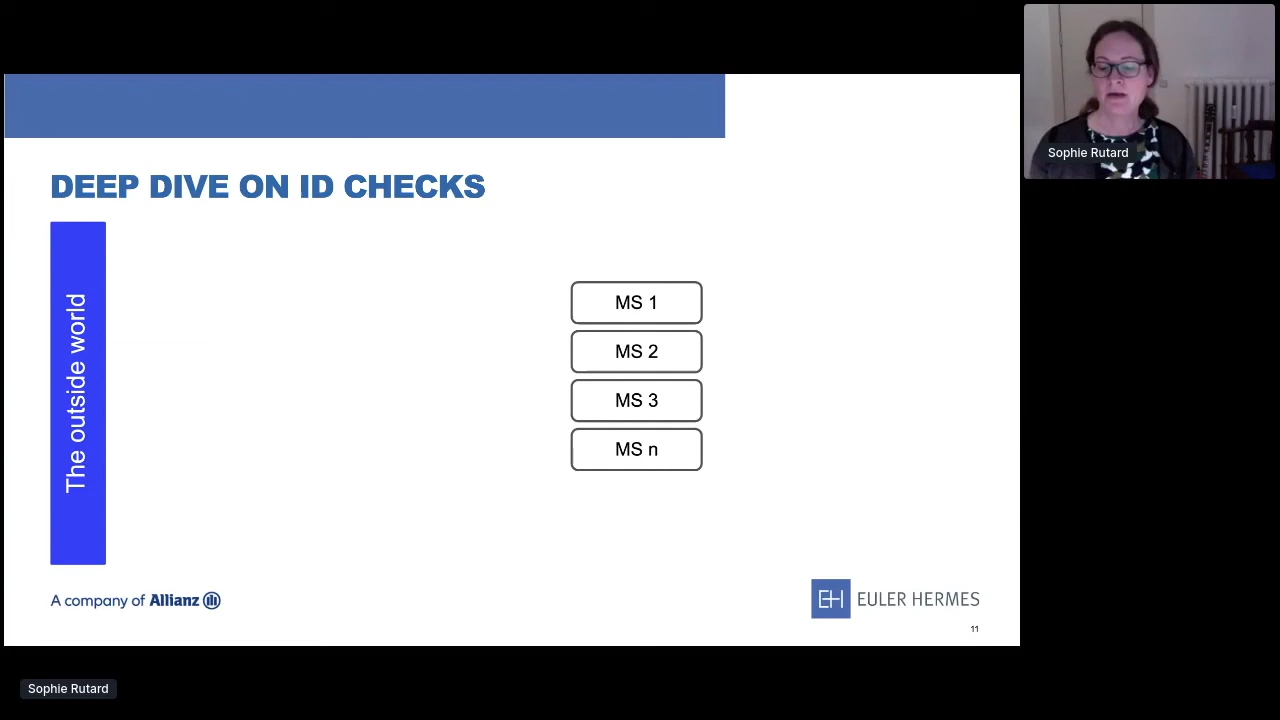 DEEP DIVE ON ID CHECKS
The outside world
MS 1
MS 2
MS 3
MS n
A company of Allianz
EH EULER HERMES
11
Sophie Rutard
Sophie Rutard